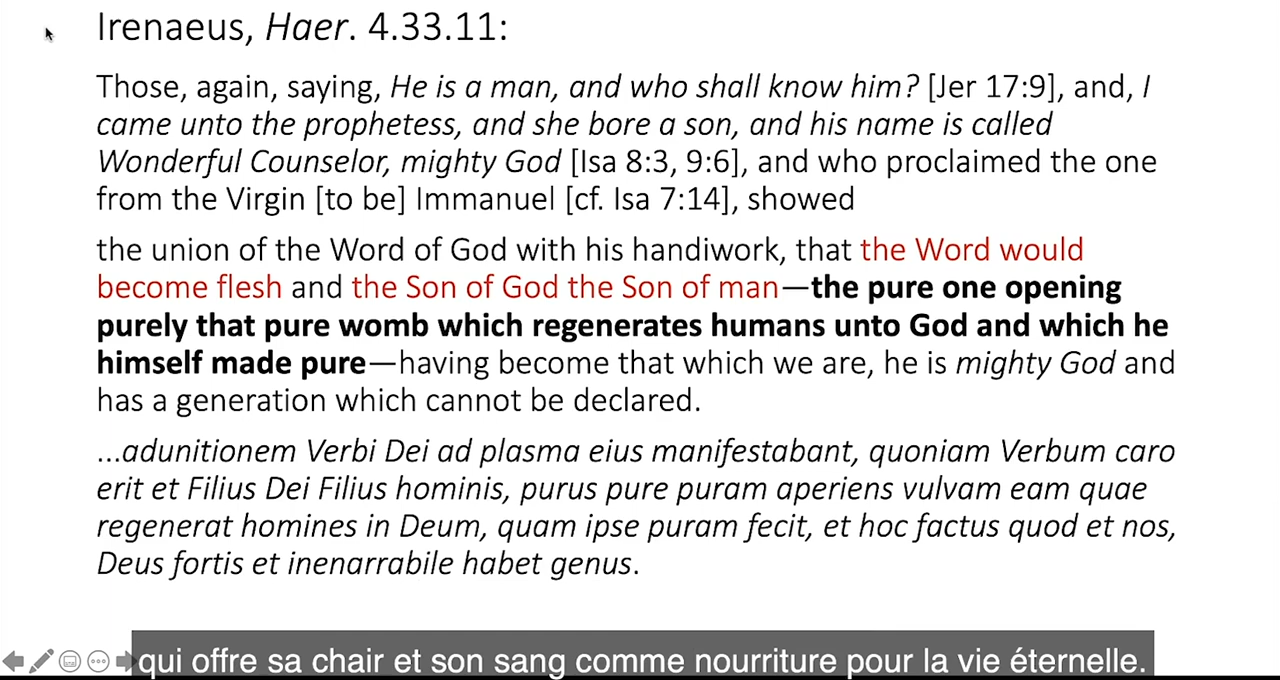 Irenaeus, Haer. 4.33.11:
Those, again, saying, He is a man, and who shall know him? [Jer 17:9], and, I
came unto the prophetess, and she bore a son, and his name is called
Wonderful Counselor, mighty God [Isa 8:3, 9:6], and who proclaimed the one
from the Virgin [to be] Immanuel [cf. Isa 7:14], showed
the union of the Word of God with his handiwork, that the Word would
become flesh and the Son of God the Son of man—the pure one opening
purely that pure womb which regenerates humans unto God and which he
himself made pure—having become that which we are, he is mighty God and
has a generation which cannot be declared.
...adunitionem Verbi Dei ad plasma eius manifestabant, quoniam Verbum caro
erit et Filius Dei Filius hominis, purus pure puram aperiens vulvam eam quae
regenerat homines in Deum, quam ipse puram fecit, et hoc factus quod et nos,
Deus fortis et inenarrabile habet genus.
qui offre sa chair et son sang comme nourriture pour la vie éternelle.